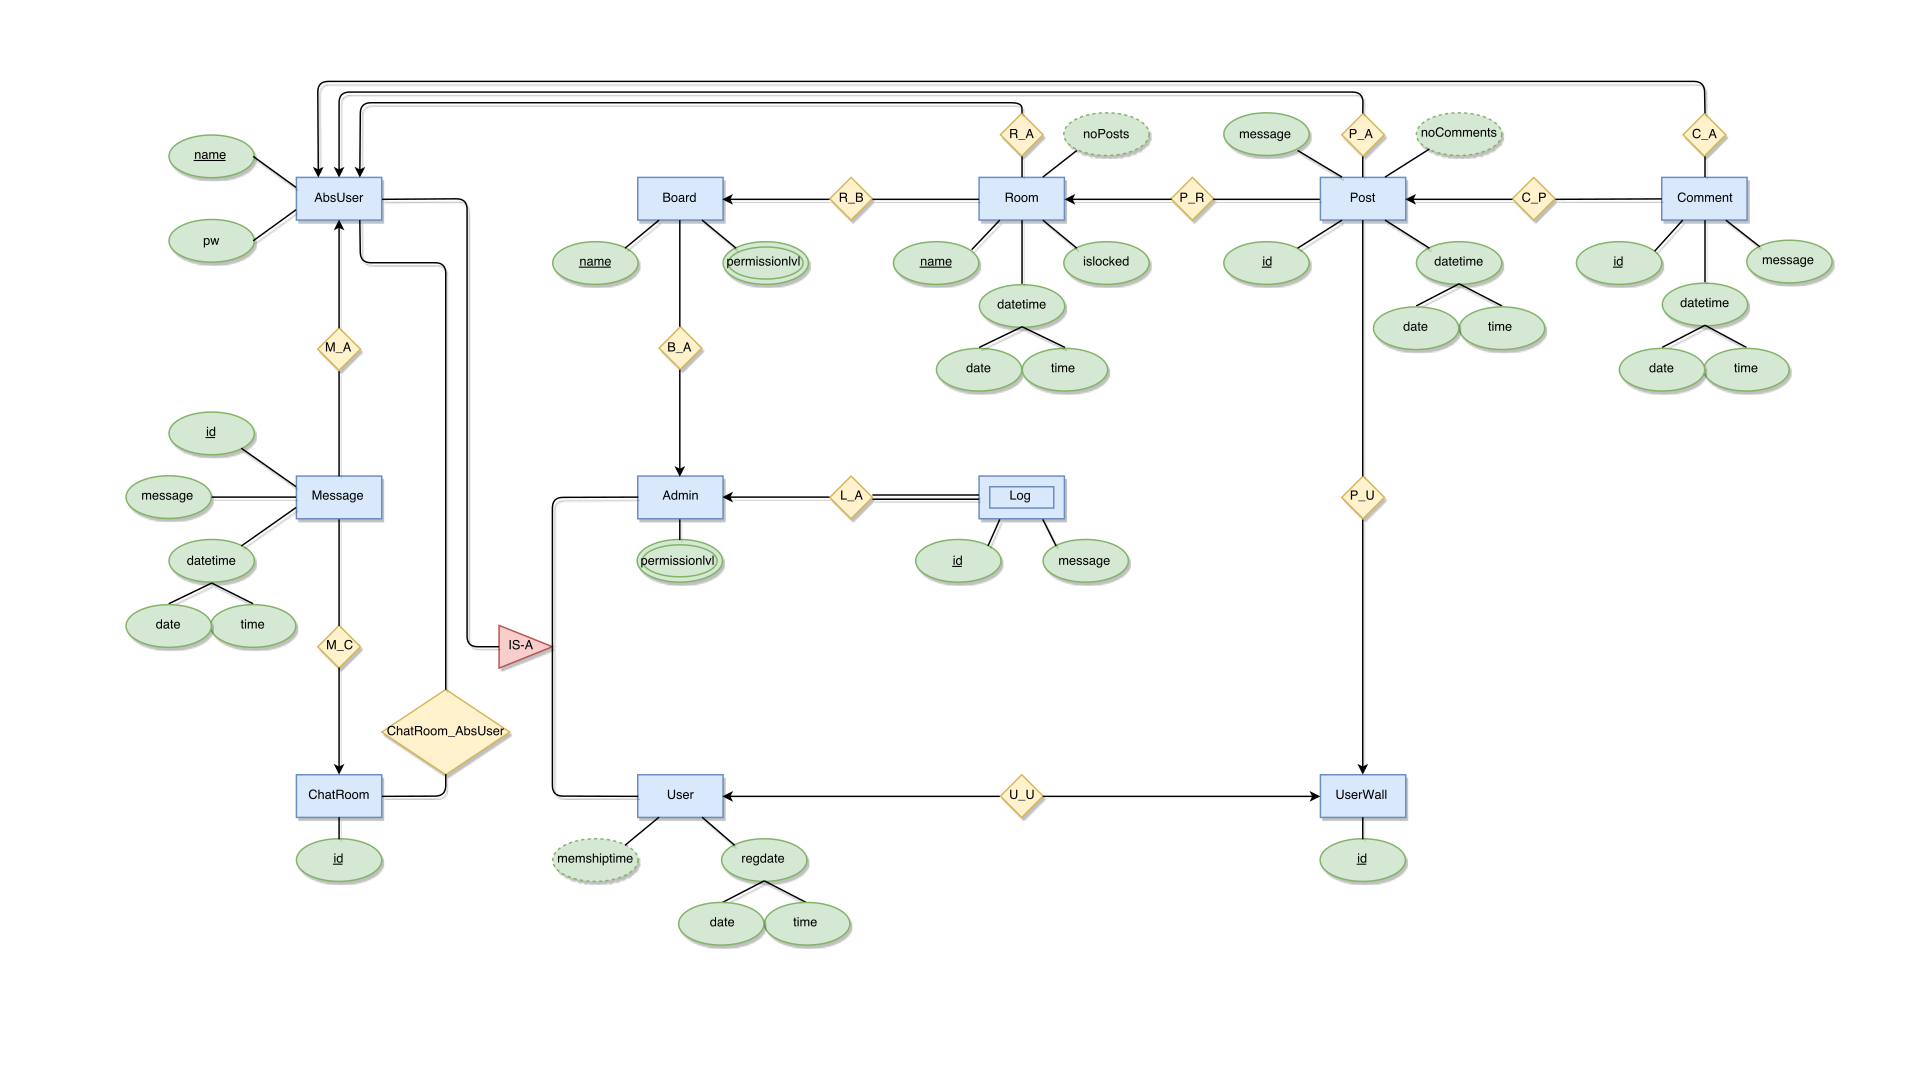 R_A
noPosts
message
P_A
noComments
C_A
name
AbsUser
Board
R_B
Room
P_R
Post
C_P
Comment
pw
name
permissionlvl
name
islocked
id
datetime
id
message
datetime
datetime
date
time
M_A
B_A
date
time
date
time
id
message
Message
Admin
L_A
Log
P_U
datetime
permissionlvl
id
message
date
time
M_C
IS-A
ChatRoom_AbsUser
ChatRoom
User
U_U
UserWall
id
memshiptime
regdate
id
date
time